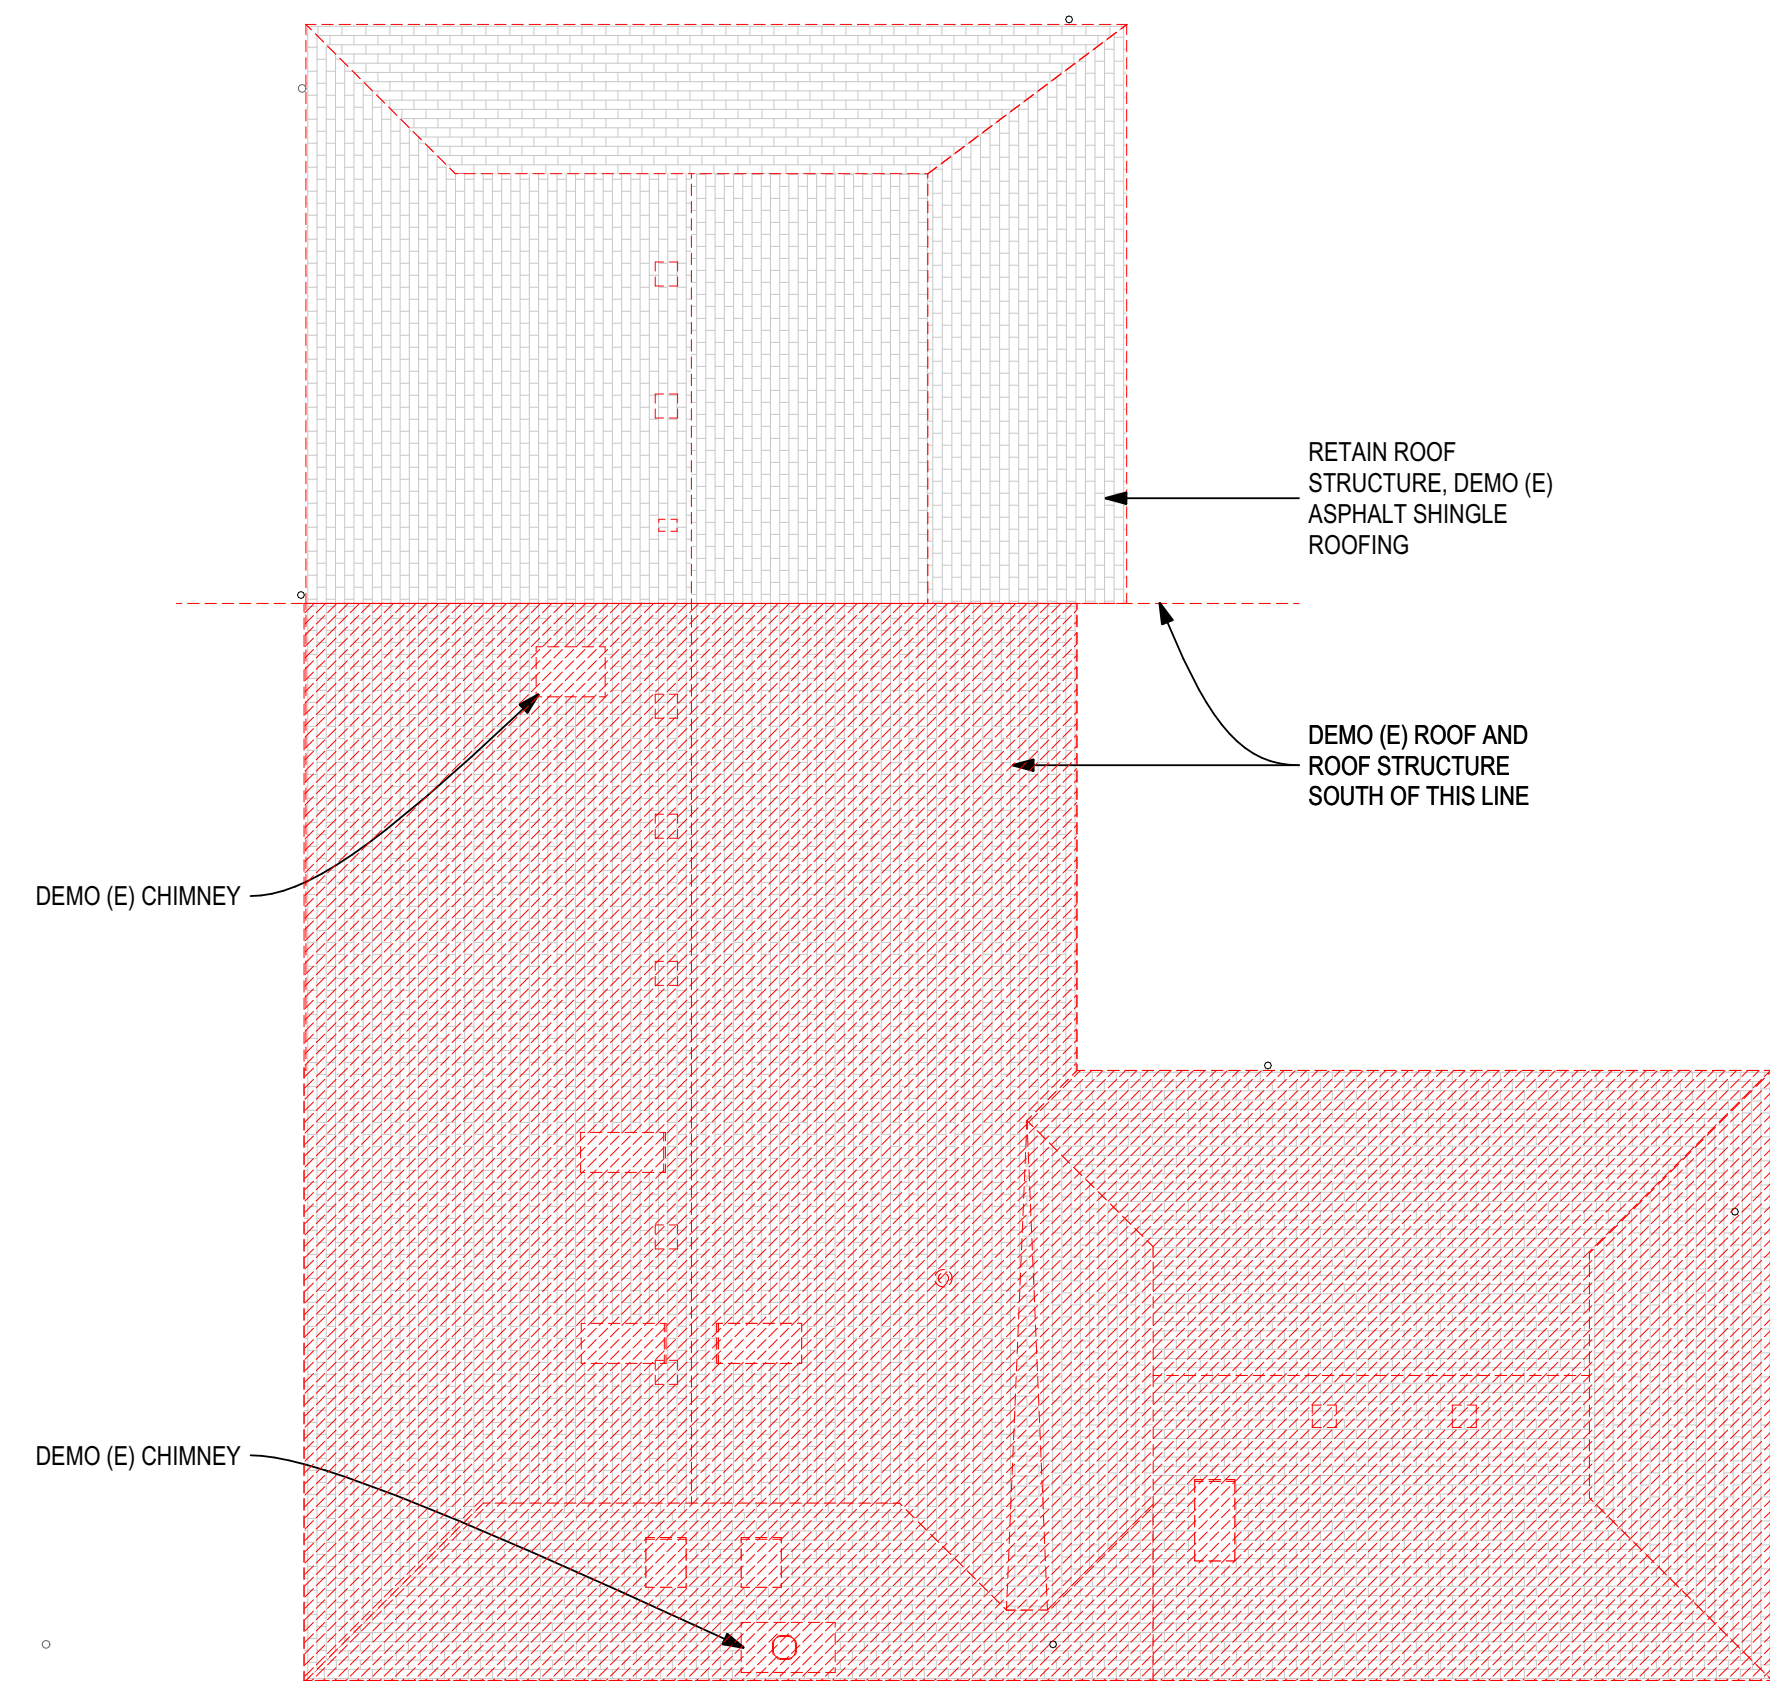 RETAIN ROOF
STRUCTURE, DEMO (E)
ASPHALT SHINGLE
ROOFING
DEMO (E) ROOF AND
ROOF STRUCTURE
SOUTH OF THIS LINE
DEMO (E) CHIMNEY
DEMO (E) CHIMNEY